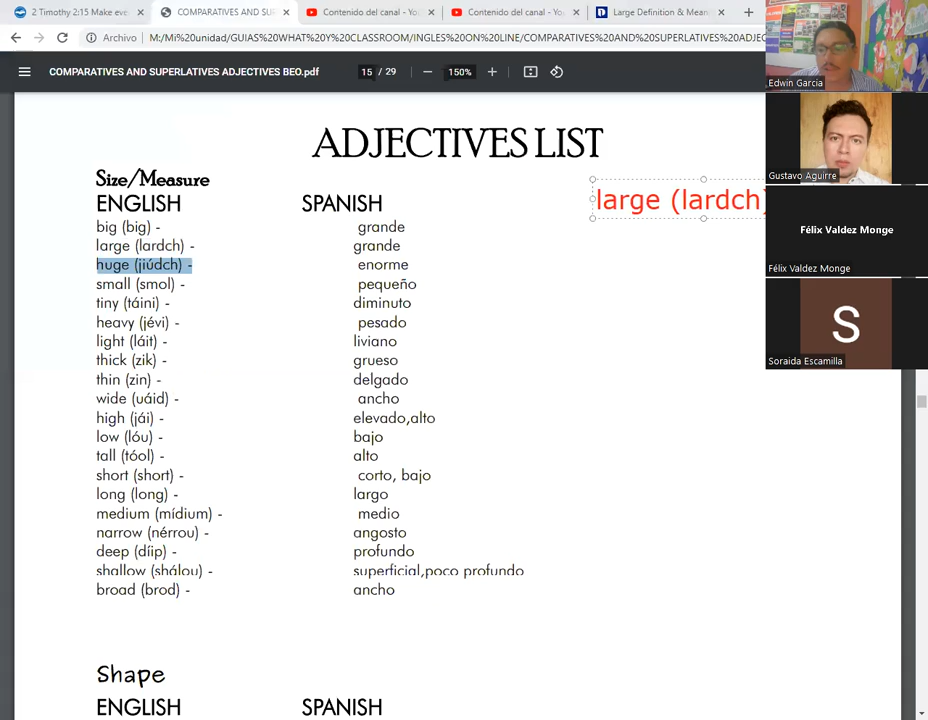 2 Timothy 2:15 Make eve
COMPARATIVES AND SU
Contenido del canal - Yo
Contenido del canal - Yo
Large Definition & Mean
Archivo
M:/Mi%20unidad/GUIAS%20WHAT%20Y%20CLASSROOM/INGLES%20ON%20LINE/COMPARATIVES%20AND%20SUPERLATIVES%20ADJEC
COMPARATIVES AND SUPERLATIVES ADJECTIVES BEO.pdf
15 / 29
150%
ADJECTIVES LIST
Size/Measure
ENGLISH SPANISH
big (big) - grande
large (lardch) - grande
huge (jiúdch) - enorme
small (smol) - pequeño
tiny (táini) - diminuto
heavy (jévi) - pesado
light (láit) - liviano
thick (zik) - grueso
thin (zin) - delgado
wide (uáid) - ancho
high (jái) - elevado,alto
low (lóu) - bajo
tall (tóol) - alto
short (short) - corto, bajo
long (long) - largo
medium (mídium) - medio
narrow (nérrou) - angosto
deep (díip) - profundo
shallow (shálou) - superficial,poco profundo
broad (brod) - ancho
Shape
ENGLISH SPANISH
large (lardch)
Edwin García
Gustavo Aguirre
Félix Valdez Monge
Félix Valdez Monge
S
Soraida Escamilla